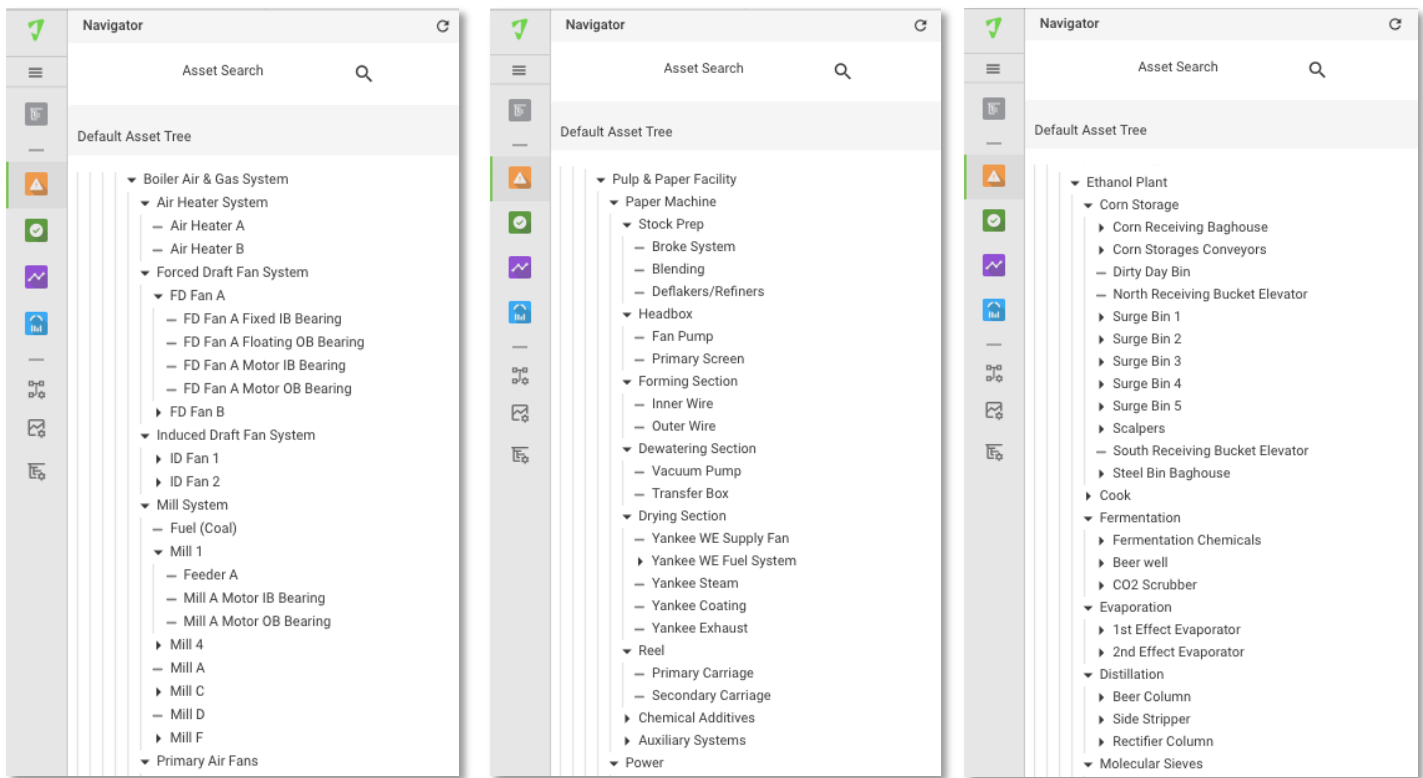 Navigator
Asset Search
Default Asset Tree
Boiler Air & Gas System
Air Heater System
Air Heater A
Air Heater B
Forced Draft Fan System
FD Fan A
FD Fan A Fixed IB Bearing
FD Fan A Floating OB Bearing
FD Fan A Motor IB Bearing
FD Fan A Motor OB Bearing
FD Fan B
Induced Draft Fan System
ID Fan 1
ID Fan 2
Mill System
Fuel (Coal)
Mill 1
Feeder A
Mill A Motor IB Bearing
Mill A Motor OB Bearing
Mill 4
Mill A
Mill C
Mill D
Mill F
Primary Air Fans
Navigator
Asset Search
Default Asset Tree
Pulp & Paper Facility
Paper Machine
Stock Prep
Broke System
Blending
Deflakers/Refiners
Headbox
Fan Pump
Primary Screen
Forming Section
Inner Wire
Outer Wire
Dewatering Section
Vacuum Pump
Transfer Box
Drying Section
Yankee WE Supply Fan
Yankee WE Fuel System
Yankee Steam
Yankee Coating
Yankee Exhaust
Reel
Primary Carriage
Secondary Carriage
Chemical Additives
Auxiliary Systems
Power
Navigator
Asset Search
Default Asset Tree
Ethanol Plant
Corn Storage
Corn Receiving Baghouse
Corn Storages Conveyors
Dirty Day Bin
North Receiving Bucket Elevator
Surge Bin 1
Surge Bin 2
Surge Bin 3
Surge Bin 4
Surge Bin 5
Scalpers
South Receiving Bucket Elevator
Steel Bin Baghouse
Cook
Fermentation
Fermentation Chemicals
Beer well
CO2 Scrubber
Evaporation
1st Effect Evaporator
2nd Effect Evaporator
Distillation
Beer Column
Side Stripper
Rectifier Column
Molecular Sieves